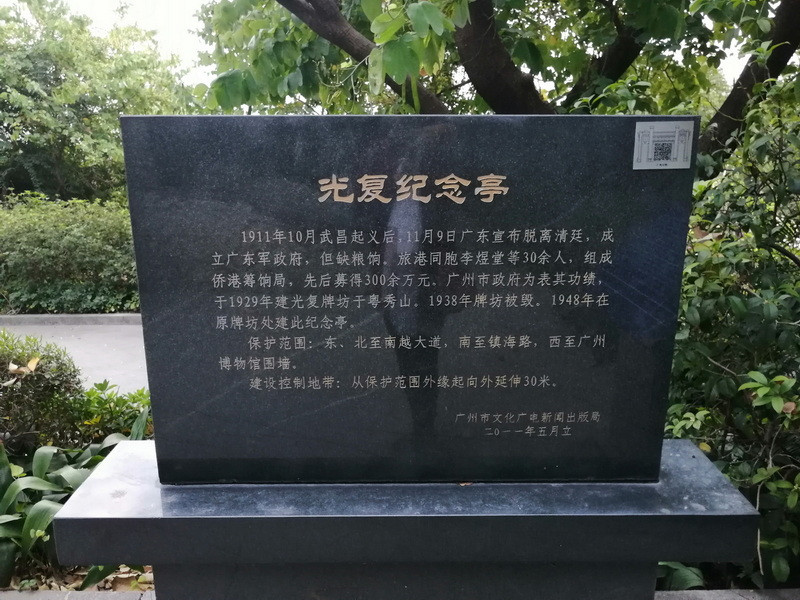 光复纪念亭
1911年10月武昌起义后，11月9日广东宣布脱离清廷，成
立广东军政府，但缺粮饷。旅港同胞李煜堂等30余人，组成
侨港筹饷局，先后募得300余万元。广州市政府为表其功绩，
于1929年建光复牌坊于粤秀山。1938年牌坊被毁。1948年在
原牌坊处建此纪念亭。
保护范围：东、北至南越大道，南至镇海路，西至广州
博物馆围墙。
建设控制地带：从保护范围外缘起向外延伸30米。
广州市文化广电新闻出版局
二〇一一年五月立